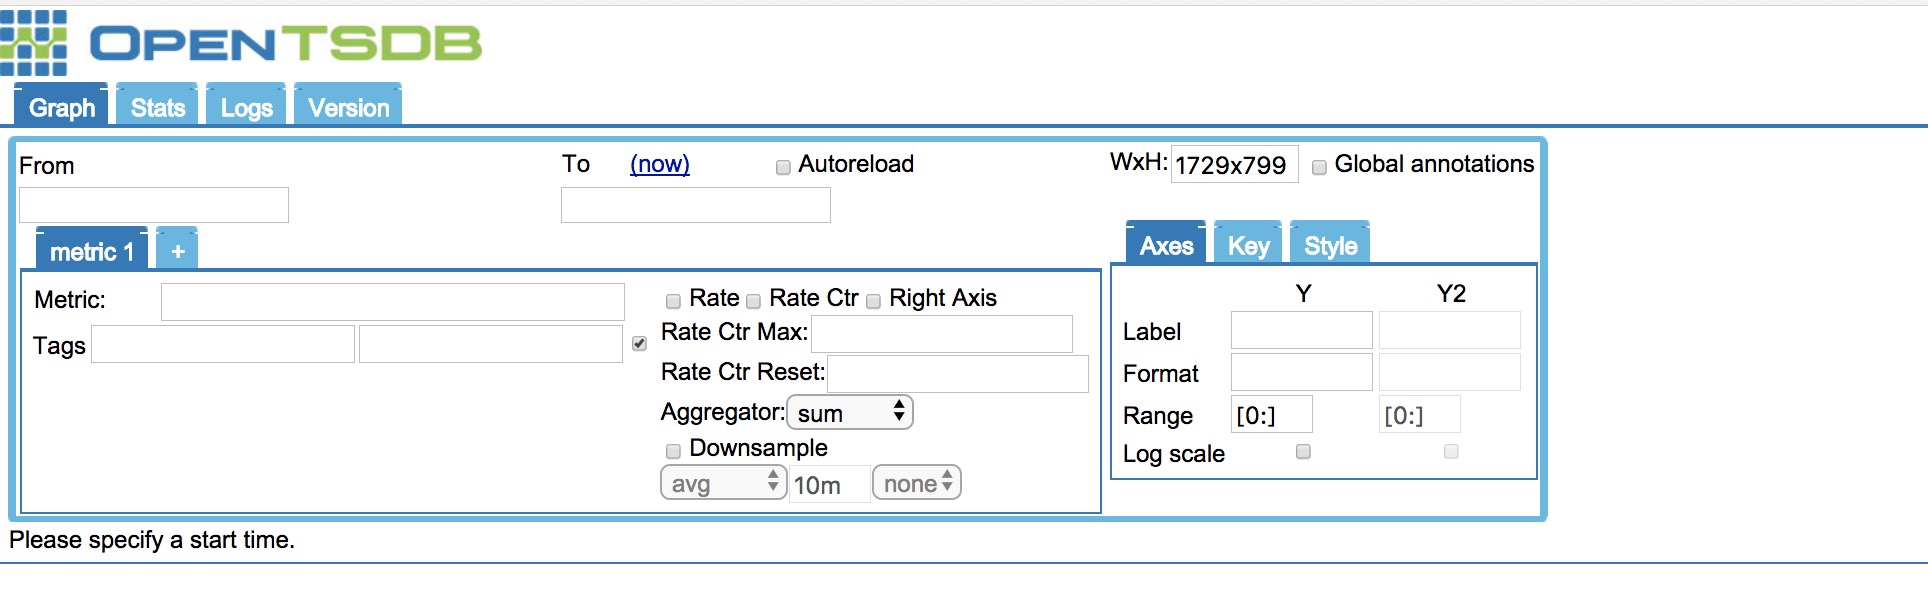 OPENTSDB
Graph Stats Logs Version
From To (now) Autoreload WxH: 1729x799 Global annotations
metric 1 + Axes Key Style
Metric: Rate Rate Ctr Right Axis Y Y2
Tags Rate Ctr Max: Label
Rate Ctr Reset: Format
Aggregator: sum Range [0:] [0:]
Downsample Log scale
avg 10m none
Please specify a start time.